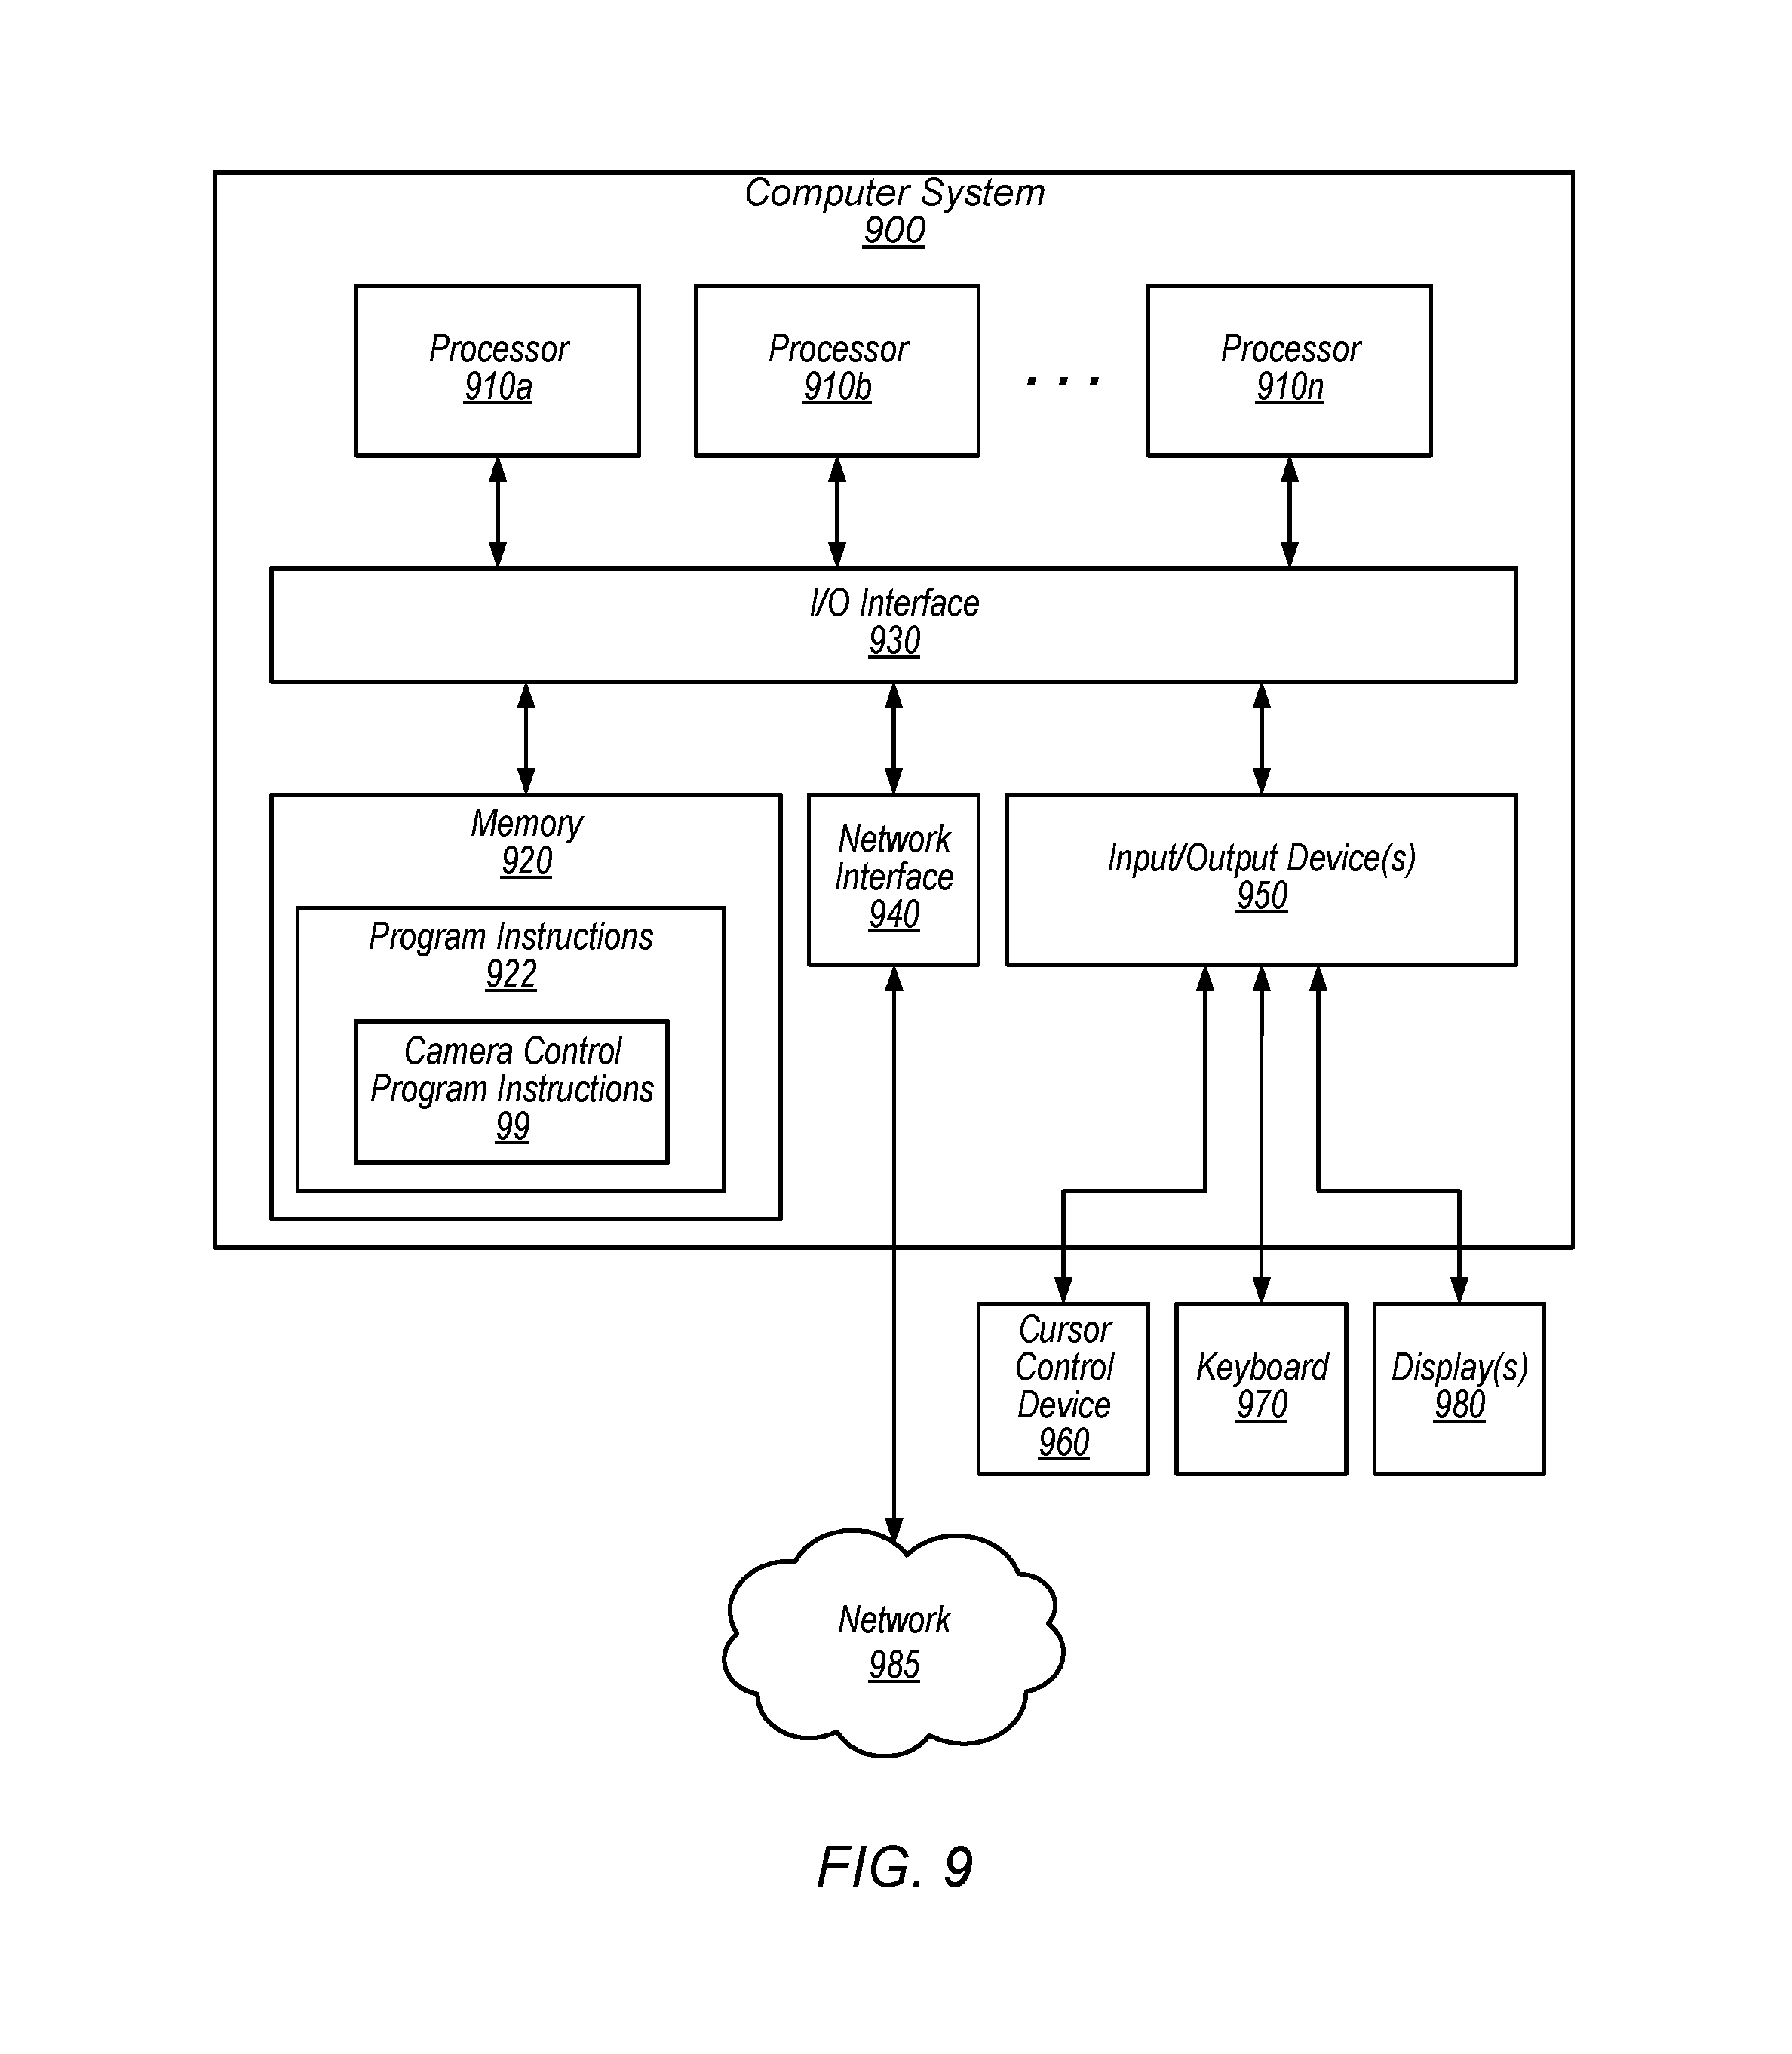 Computer System
900
Processor
910a
Processor
910b
. . .
Processor
910n
I/O Interface
930
Memory
920
Program Instructions
922
Camera Control
Program Instructions
99
Network
Interface
940
Input/Output Device(s)
950
Cursor
Control
Device
960
Keyboard
970
Display(s)
980
Network
985
FIG. 9